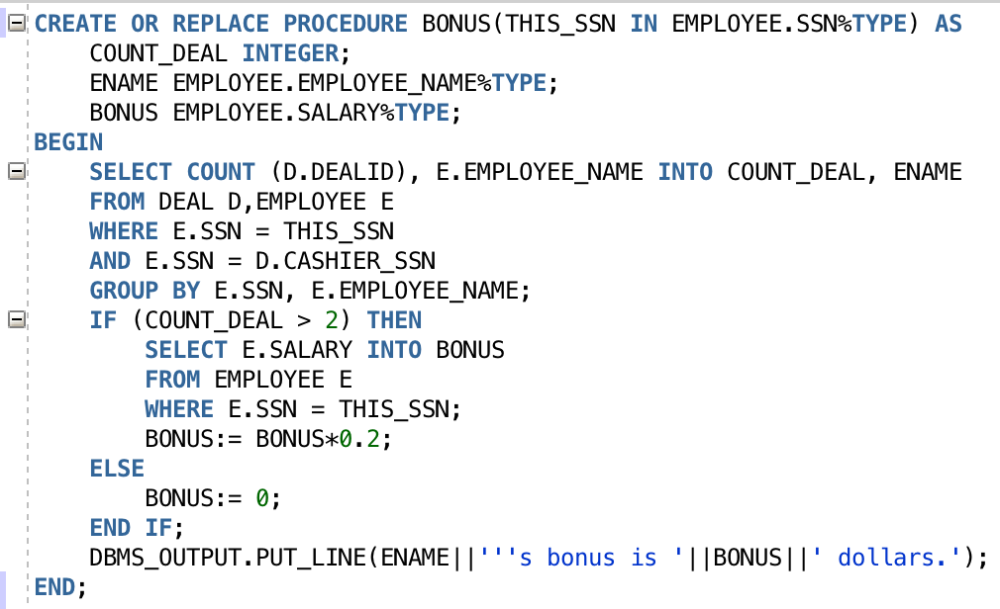 CREATE OR REPLACE PROCEDURE BONUS(THIS_SSN IN EMPLOYEE.SSN%TYPE) AS
    COUNT_DEAL INTEGER;
    ENAME EMPLOYEE.EMPLOYEE_NAME%TYPE;
    BONUS EMPLOYEE.SALARY%TYPE;
BEGIN
    SELECT COUNT (D.DEALID), E.EMPLOYEE_NAME INTO COUNT_DEAL, ENAME
    FROM DEAL D,EMPLOYEE E
    WHERE E.SSN = THIS_SSN
    AND E.SSN = D.CASHIER_SSN
    GROUP BY E.SSN, E.EMPLOYEE_NAME;
    IF (COUNT_DEAL > 2) THEN
        SELECT E.SALARY INTO BONUS
        FROM EMPLOYEE E
        WHERE E.SSN = THIS_SSN;
        BONUS:= BONUS*0.2;
    ELSE
        BONUS:= 0;
    END IF;
    DBMS_OUTPUT.PUT_LINE(ENAME||'''s bonus is '||BONUS||' dollars.');
END;